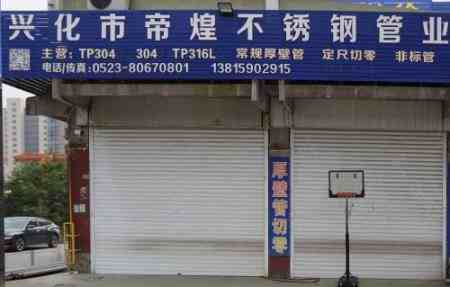 兴化市帝煌不锈钢管业
主营：TP304 304 TP316L 常规厚壁管 定尺切零 非标管
电话/传真：0523-80670801 13815902915
厚壁管切零